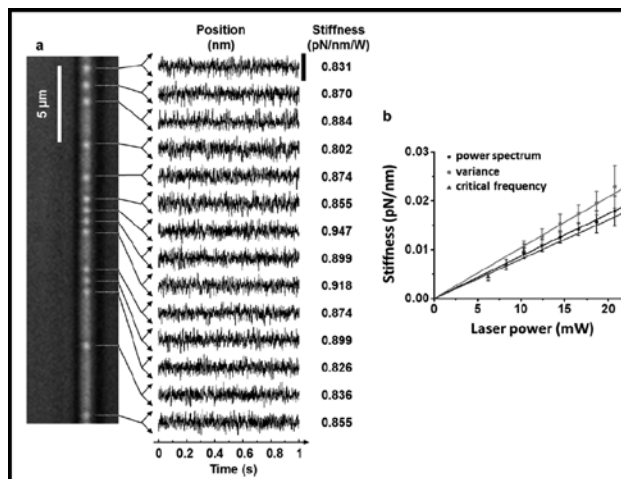 a
Position
(nm)
Stiffness
(pN/nm/W)
5 µm
0.831
0.870
0.884
0.802
0.874
0.855
0.947
0.899
0.918
0.874
0.899
0.826
0.836
0.855
0 0.2 0.4 0.6 0.8 1
Time (s)
b
Stiffness (pN/nm)
0.03
0.02
0.01
0.00
power spectrum
variance
critical frequency
0 5 10 15 20
Laser power (mW)